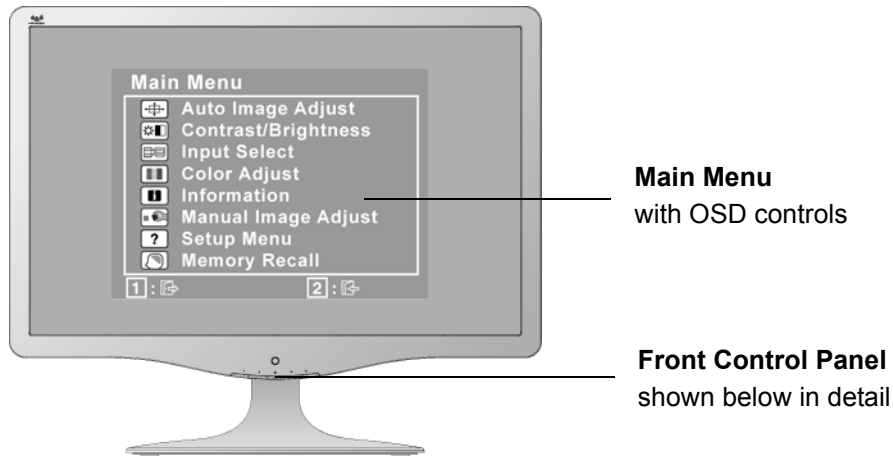 Main Menu
Auto Image Adjust
Contrast/Brightness
Input Select
Color Adjust
Information
Manual Image Adjust
? Setup Menu
Memory Recall
1 : 2 :
Main Menu
with OSD controls
Front Control Panel
shown below in detail